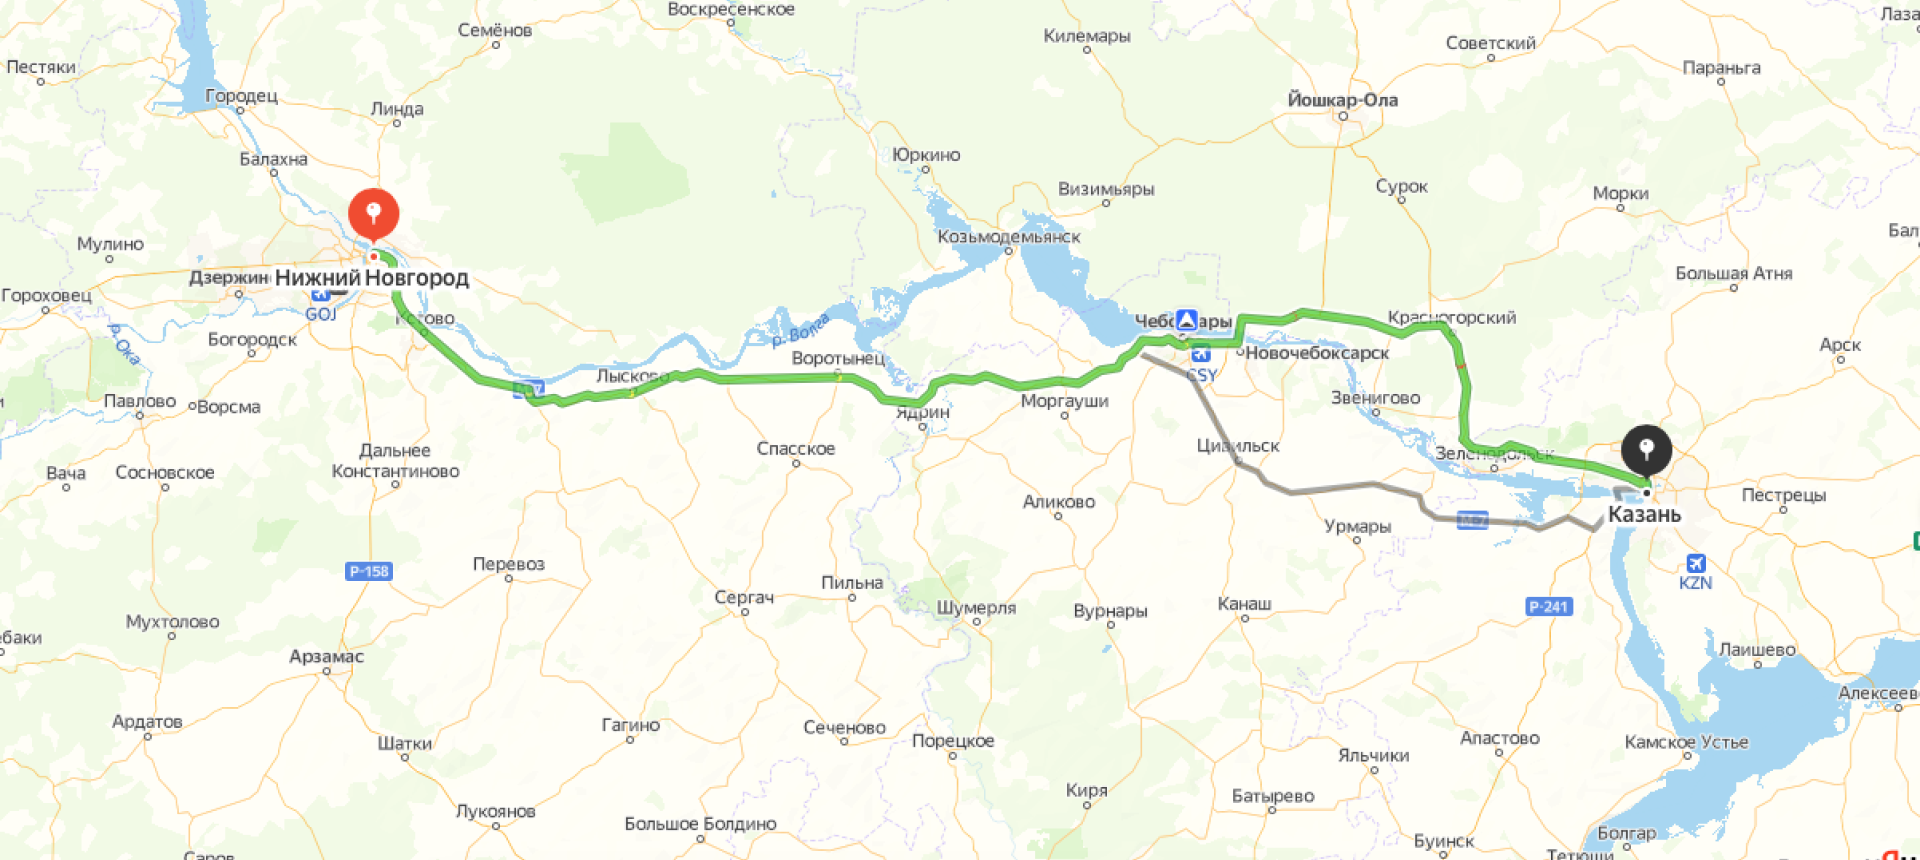 Воскресенское
Лаза
Семёнов
Килемары
Советский
Пестяки
Параньга
Городец
Линда
Йошкар-Ола
Балахна
Юркино
Визимьяры
Сурок
Морки
Мулино
Козьмодемьянск
Бал
Дзержин
Нижний Новгород
Большая Атня
Гороховец
GOJ
р. Ока
Богородск
р. Волга
Красногорский
Воротынец
Новочебоксарск
Арск
CSY
Лысково
Павлово
Ворсма
Ядрин
Моргауши
Звенигово
Дальнее
Константиново
Спасское
Цивильск
Зеленодольск
Вача
Сосновское
Аликово
Пестрецы
Урмары
Казань
Р-158
Перевоз
Пильна
KZN
Сергач
Шумерля
Вурнары
Канаш
Р-241
Мухтолово
ебаки
Арзамас
Лаишево
Алексеев
Ардатов
Гагино
Сеченово
Порецкое
Апастово
Камское Устье
Шатки
Яльчики
Киря
Батырево
Лукоянов
Большое Болдино
Буинск
Болгар
Саров
Тетюши